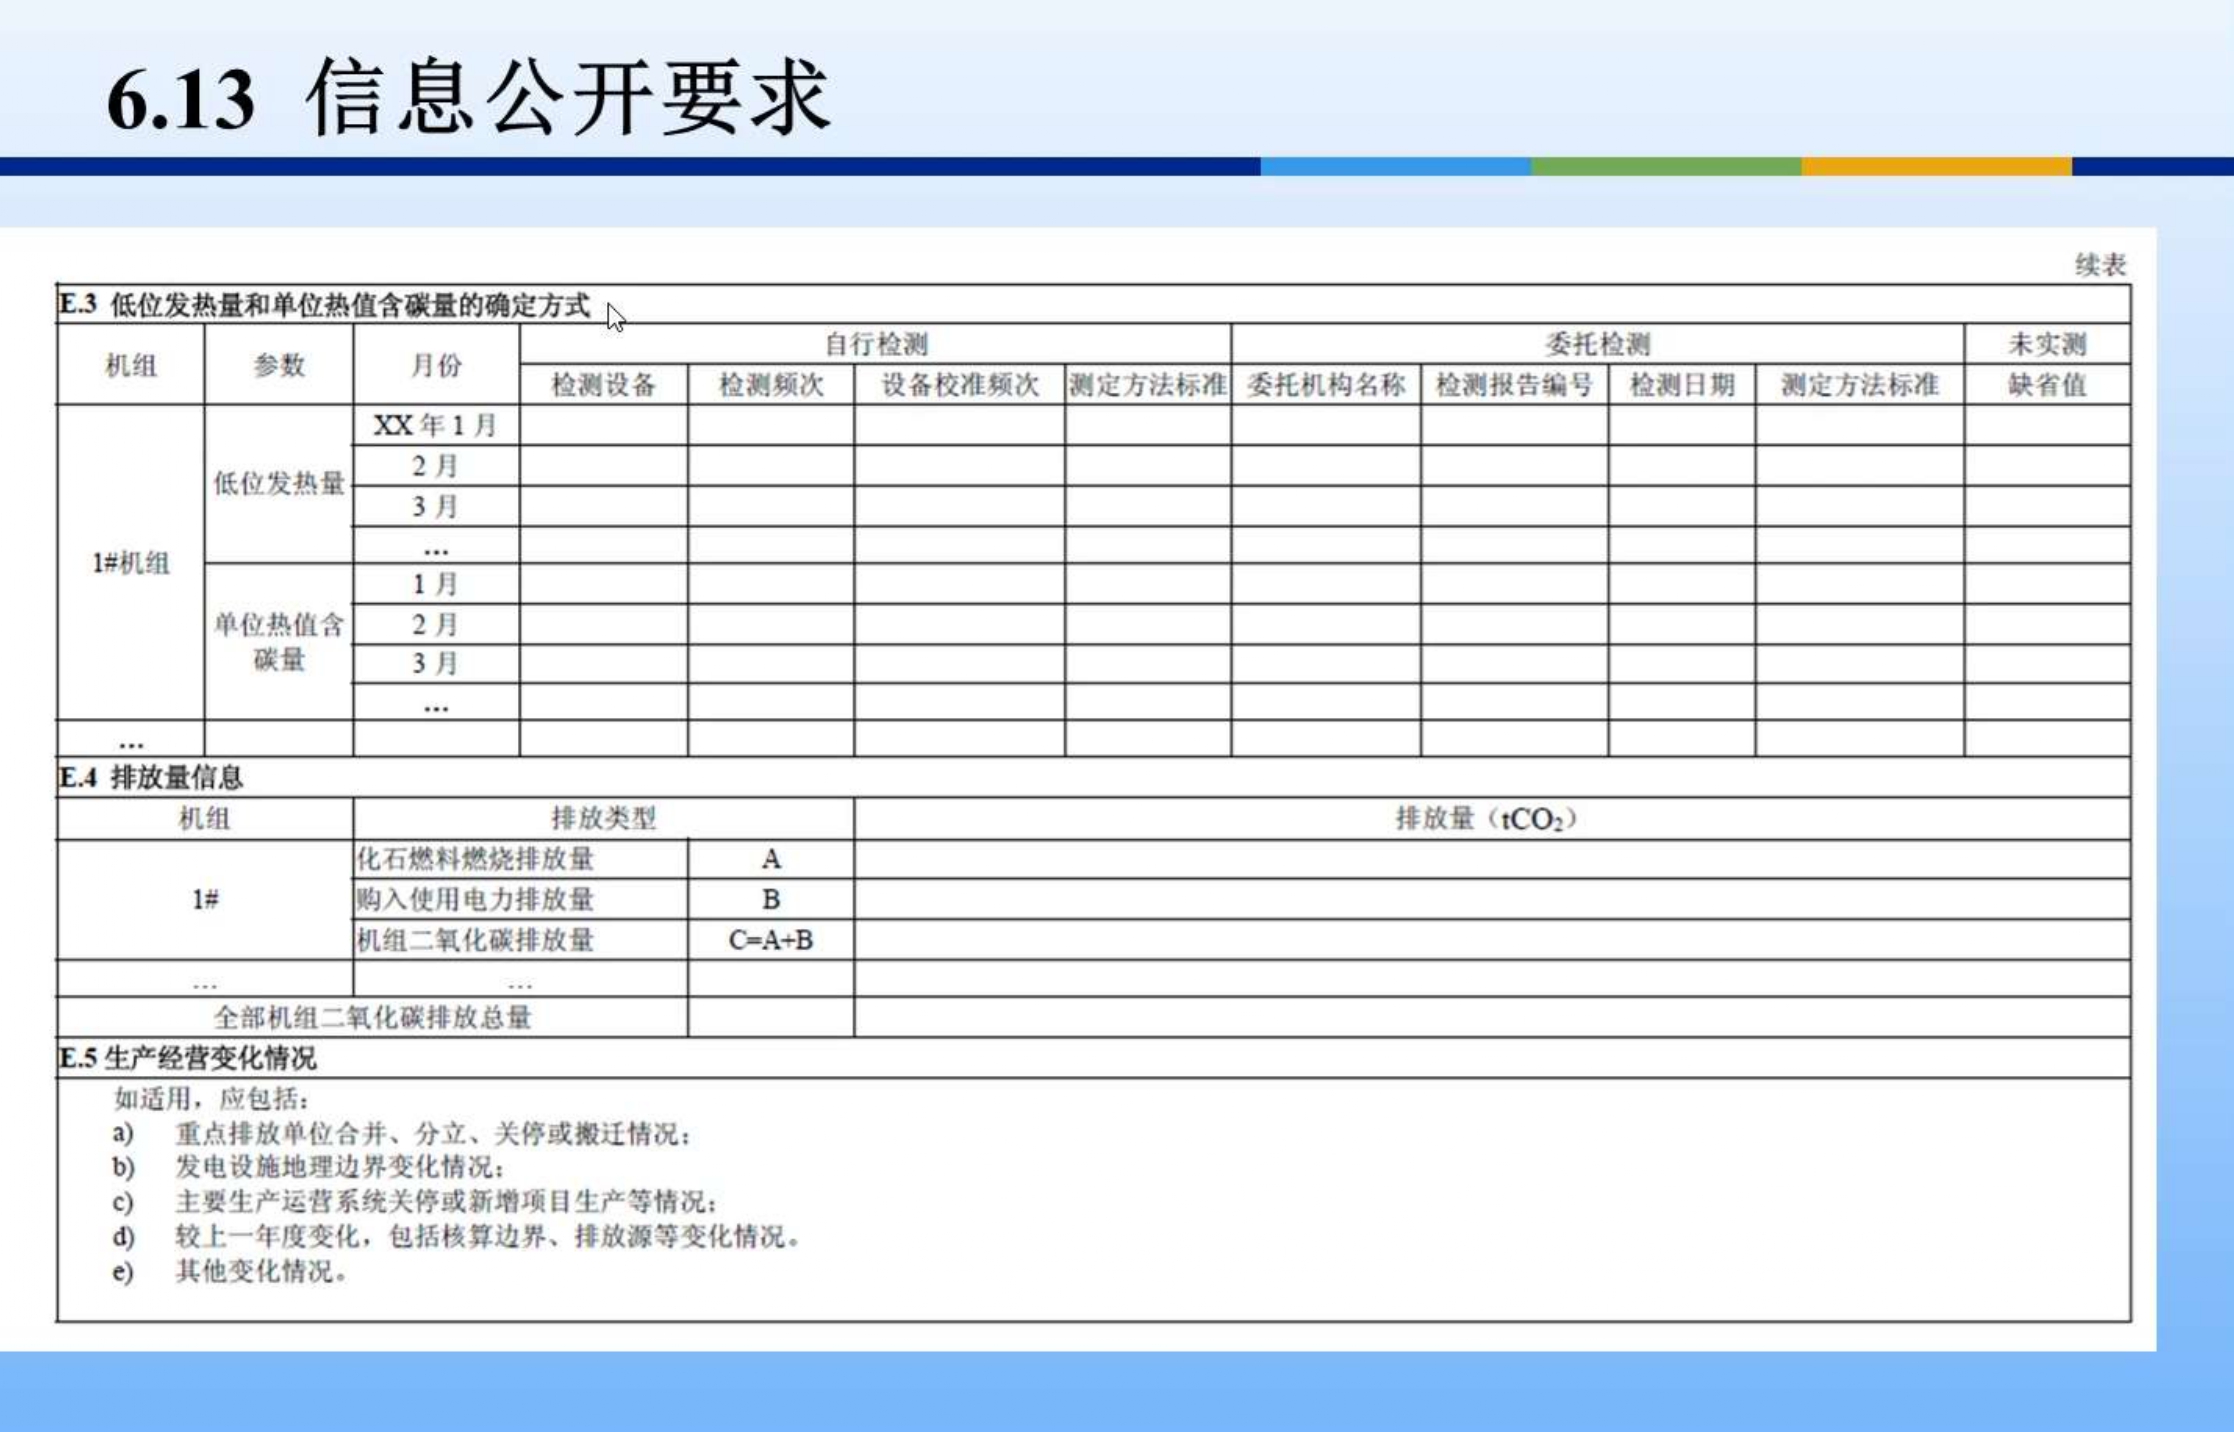 6.13 信息公开要求
续表
E.3 低位发热量和单位热值含碳量的确定方式
机组 参数 月份 自行检测 委托检测 未实测
检测设备 检测频次 设备校准频次 测定方法标准 委托机构名称 检测报告编号 检测日期 测定方法标准 缺省值
1#机组 低位发热量 XX 年 1 月
2 月
3 月
...
单位热值含碳量 1 月
2 月
3 月
...
...
E.4 排放量信息
机组 排放类型 排放量（tCO₂）
1# 化石燃料燃烧排放量 A
购入使用电力排放量 B
机组二氧化碳排放量 C=A+B
... ...
全部机组二氧化碳排放总量
E.5 生产经营变化情况
如适用，应包括：
a) 重点排放单位合并、分立、关停或搬迁情况；
b) 发电设施地理边界变化情况；
c) 主要生产运营系统关停或新增项目生产等情况；
d) 较上一年度变化，包括核算边界、排放源等变化情况。
e) 其他变化情况。